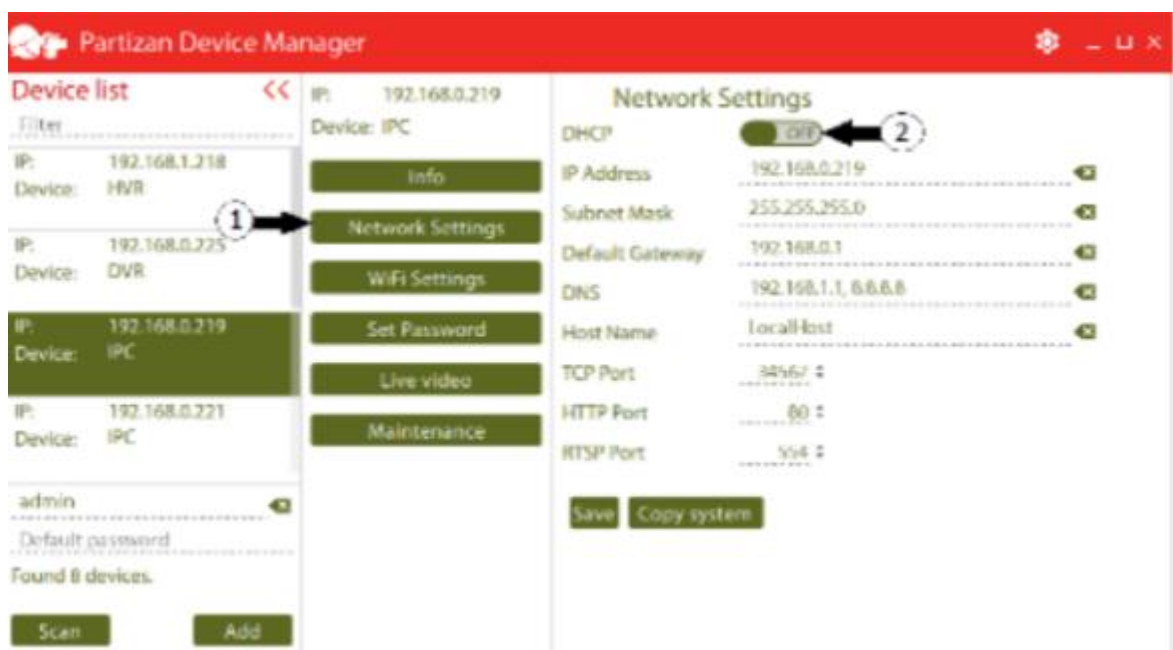 Partizan Device Manager
Device list <<
Filter
IP: 192.168.1.218
Device: HVR
IP: 192.168.0.225
Device: DVR
IP: 192.168.0.219
Device: IPC
IP: 192.168.0.221
Device: IPC
admin
Default password
Found 8 devices.
Scan Add
IP: 192.168.0.219
Device: IPC
Info
1
Network Settings
WiFi Settings
Set Password
Live video
Maintenance
Network Settings
DHCP OFF 2
IP Address 192.168.0.219
Subnet Mask 255.255.255.0
Default Gateway 192.168.0.1
DNS 192.168.1.1, 8.8.8.8
Host Name LocalHost
TCP Port 34567
HTTP Port 80
RTSP Port 554
Save Copy system